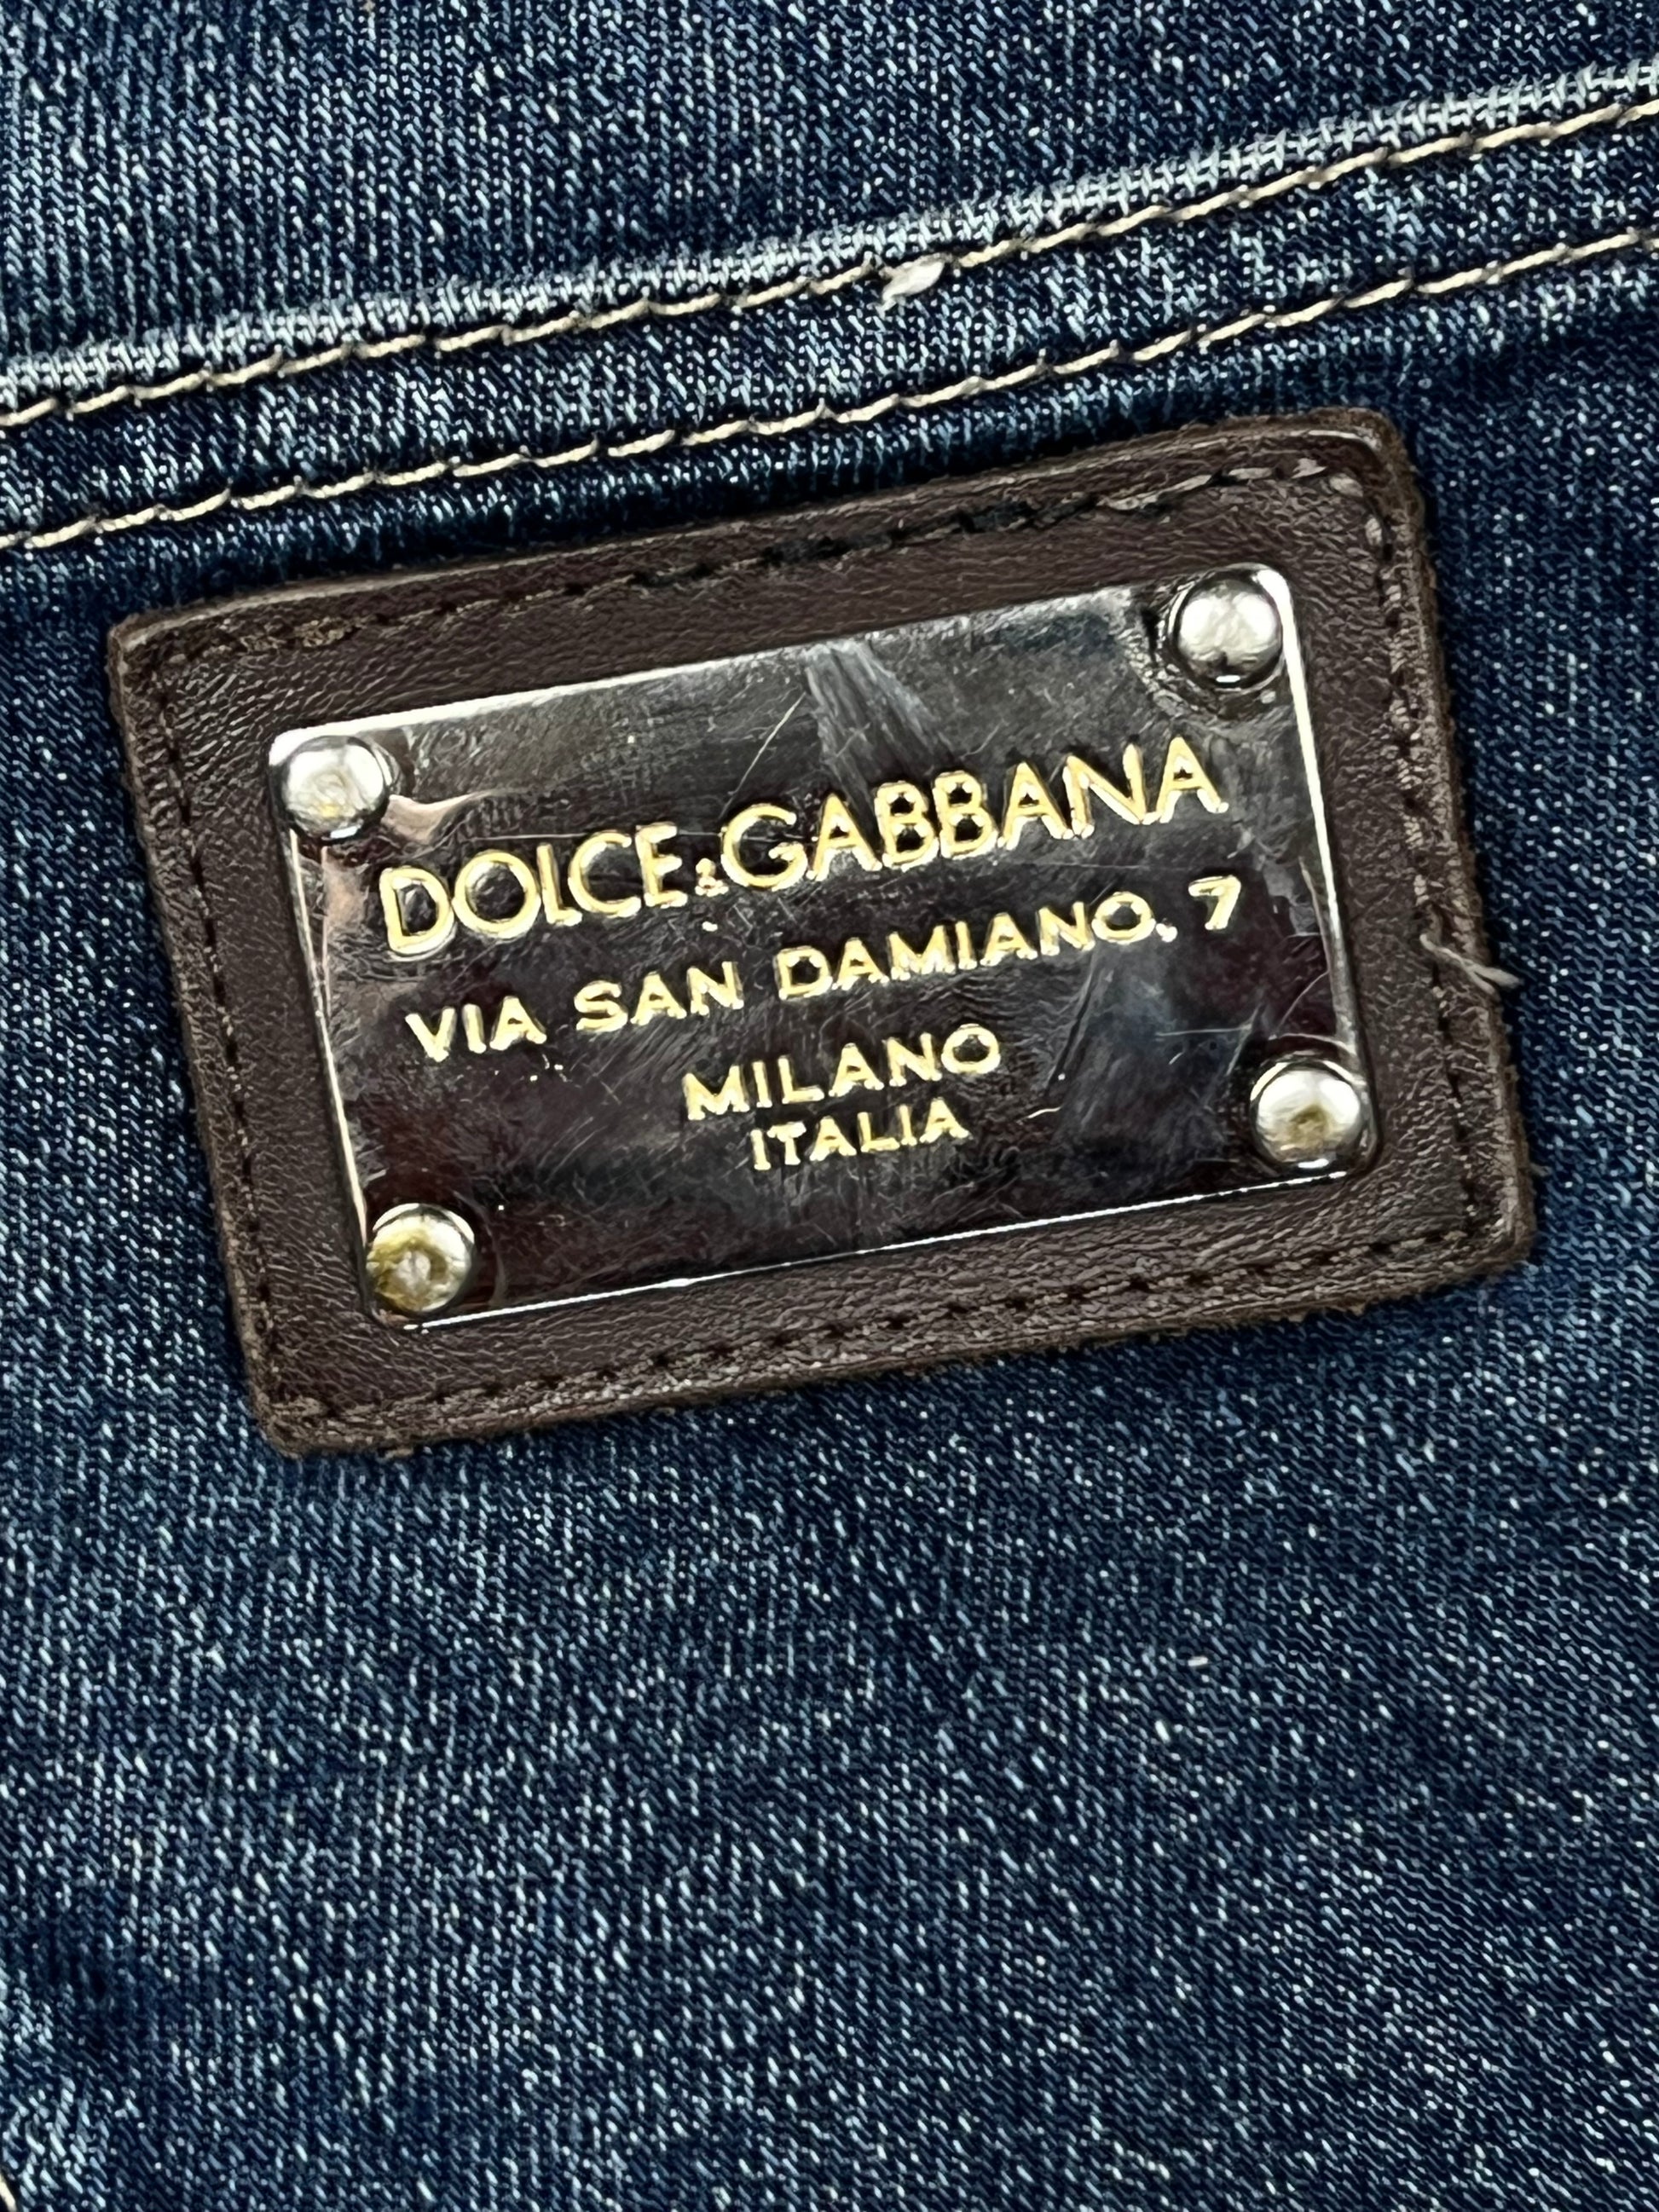 DOLCE&GABBANA
VIA SAN DAMIANO, 7
MILANO
ITALIA